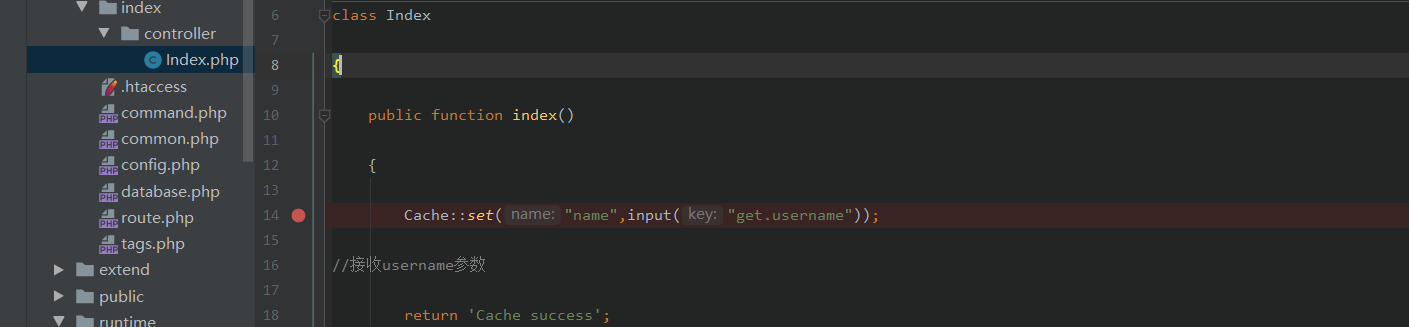 index
controller
Index.php
.htaccess
command.php
common.php
config.php
database.php
route.php
tags.php
extend
public
runtime
6 class Index
7
8 {
9
10 public function index()
11
12 {
13
14 Cache::set( name: "name",input( key: "get.username"));
15
16 //接收username参数
17
18 return 'Cache success';